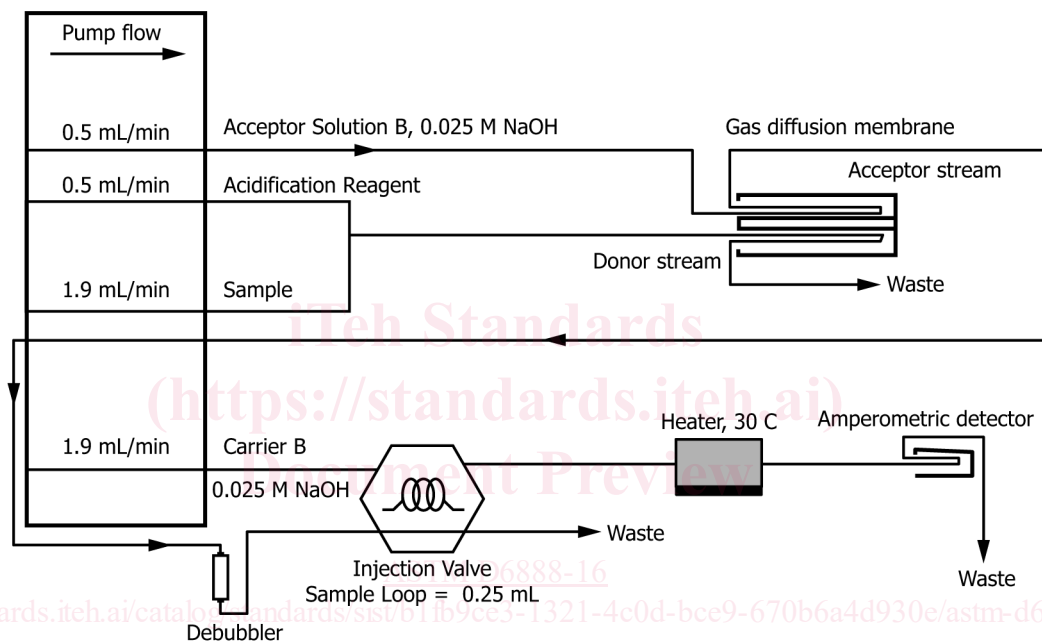 Pump flow
0.5 mL/min
Acceptor Solution B, 0.025 M NaOH
Gas diffusion membrane
Acceptor stream
0.5 mL/min
Acidification Reagent
Donor stream
Waste
1.9 mL/min
Sample
iTeh Standards
(https://standards.iteh.ai)
Document Preview
1.9 mL/min
Carrier B
0.025 M NaOH
Heater, 30 C
Amperometric detector
Waste
Waste
Injection Valve
Sample Loop = 0.25 mL
Debubbler